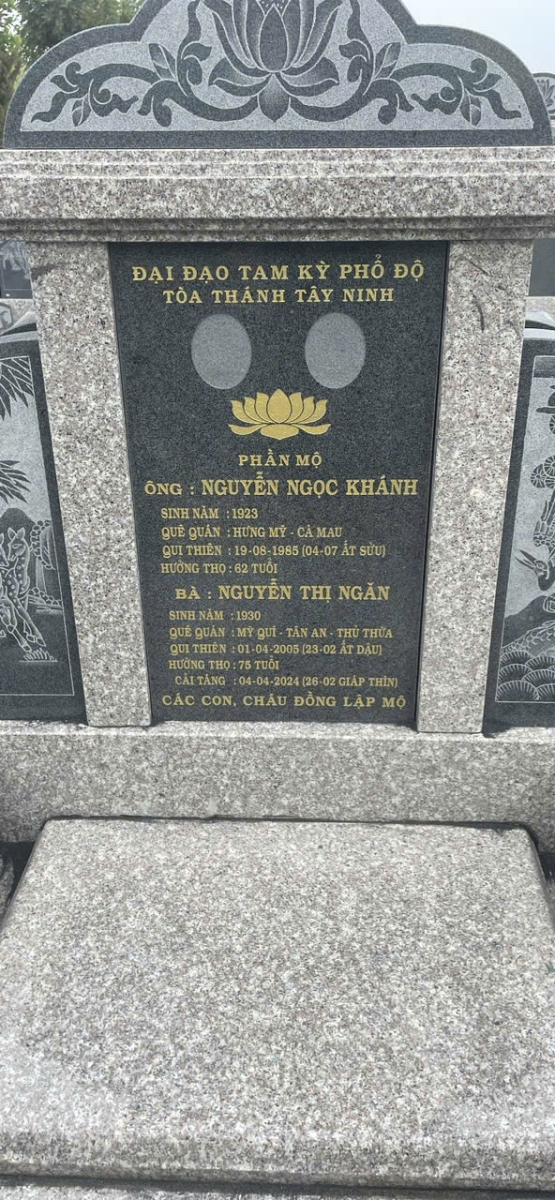 ĐẠI ĐẠO TAM KỲ PHỔ ĐỘ
TÒA THÁNH TÂY NINH
PHẦN MỘ
ÔNG : NGUYỄN NGỌC KHÁNH
SINH NĂM : 1923
QUÊ QUÁN : HƯNG MỸ - CÀ MAU
QUI THIÊN : 19-08-1985 (04-07 ẤT SỬU)
HƯỞNG THỌ : 62 TUỔI
BÀ : NGUYỄN THỊ NGĂN
SINH NĂM : 1930
QUÊ QUÁN : MỸ QUÍ - TÂN AN - THỦ THỪA
QUI THIÊN : 01-04-2005 (23-02 ẤT DẬU)
HƯỞNG THỌ : 75 TUỔI
CẢI TÁNG : 04-04-2024 (26-02 GIÁP THÌN)
CÁC CON, CHÁU ĐỒNG LẬP MỘ